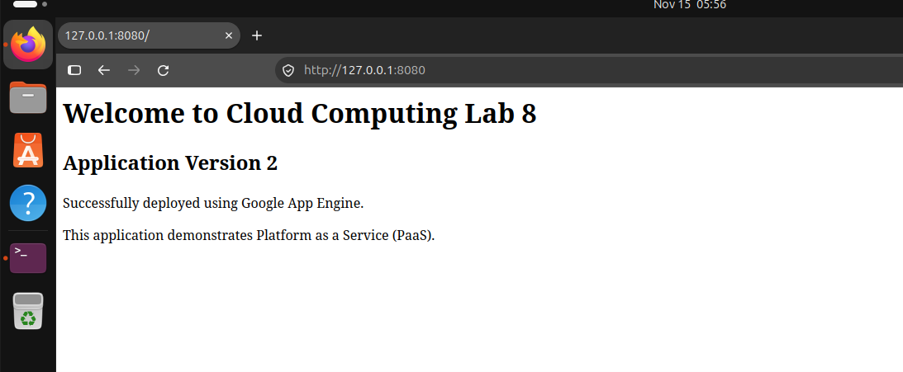 Nov 15 05:56
127.0.0.1:8080/
http://127.0.0.1:8080
Welcome to Cloud Computing Lab 8
Application Version 2
Successfully deployed using Google App Engine.
This application demonstrates Platform as a Service (PaaS).